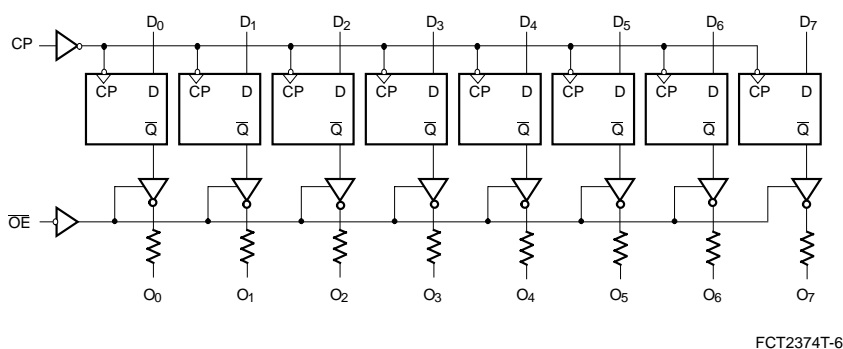 D0 D1 D2 D3 D4 D5 D6 D7
CP
CP D CP D CP D CP D CP D CP D CP D CP D
Q̅ Q̅ Q̅ Q̅ Q̅ Q̅ Q̅ Q̅
O̅E̅
O0 O1 O2 O3 O4 O5 O6 O7
FCT2374T-6